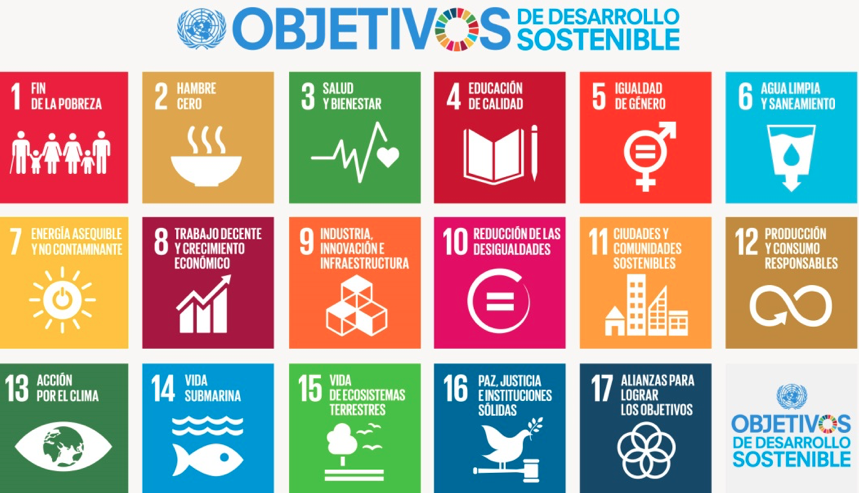 OBJETIVOS DE DESARROLLO
SOSTENIBLE
1 FIN
DE LA POBREZA
2 HAMBRE
CERO
3 SALUD
Y BIENESTAR
4 EDUCACIÓN
DE CALIDAD
5 IGUALDAD
DE GÉNERO
6 AGUA LIMPIA
Y SANEAMIENTO
7 ENERGÍA ASEQUIBLE
Y NO CONTAMINANTE
8 TRABAJO DECENTE
Y CRECIMIENTO
ECONÓMICO
9 INDUSTRIA,
INNOVACIÓN E
INFRAESTRUCTURA
10 REDUCCIÓN DE LAS
DESIGUALDADES
11 CIUDADES Y
COMUNIDADES
SOSTENIBLES
12 PRODUCCIÓN
Y CONSUMO
RESPONSABLES
13 ACCIÓN
POR EL CLIMA
14 VIDA
SUBMARINA
15 VIDA
DE ECOSISTEMAS
TERRESTRES
16 PAZ, JUSTICIA
E INSTITUCIONES
SÓLIDAS
17 ALIANZAS PARA
LOGRAR
LOS OBJETIVOS
OBJETIVOS
DE DESARROLLO
SOSTENIBLE